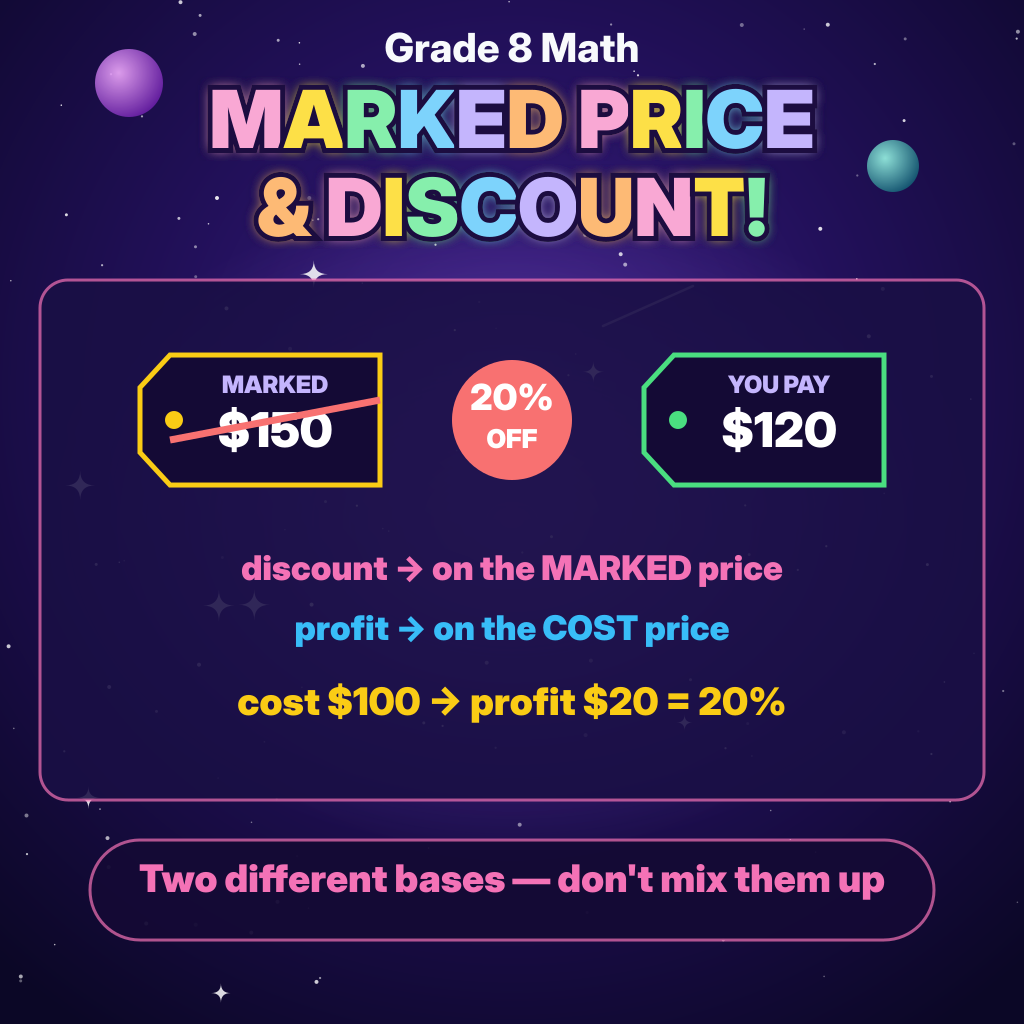 Grade 8 Math
MARKED PRICE
& DISCOUNT!
MARKED
$150
20%
OFF
YOU PAY
$120
discount → on the MARKED price
profit → on the COST price
cost $100 → profit $20 = 20%
Two different bases — don't mix them up